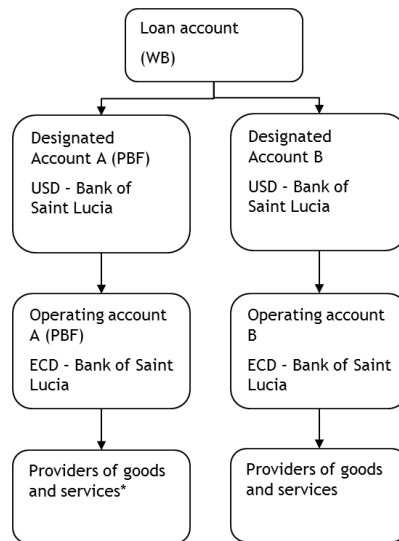 Loan account
(WB)
Designated
Account A (PBF)
USD - Bank of
Saint Lucia
Designated
Account B
USD - Bank of
Saint Lucia
Operating account
A (PBF)
ECD - Bank of Saint
Lucia
Operating account
B
ECD - Bank of Saint
Lucia
Providers of goods
and services*
Providers of goods
and services